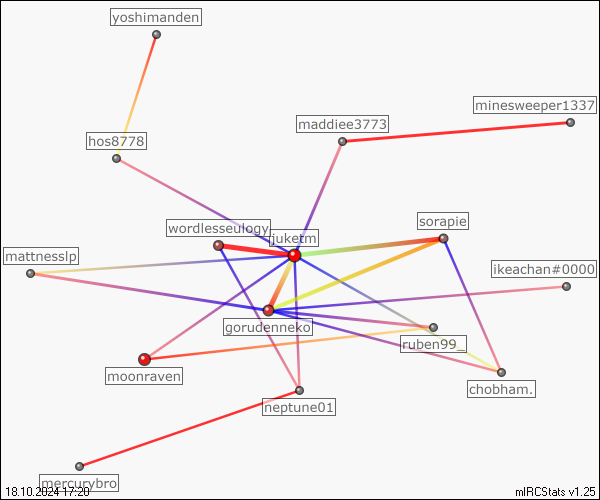 yoshimanden
minesweeper1337
maddiee3773
hos8778
sorapie
wordlesseulogy
juketm
mattnesslp
ikeachan#0000
gorudenneko
ruben99_
moonraven
chobham.
neptune01
mercurybro
18.10.2024 17:20
mIRCStats v1.25